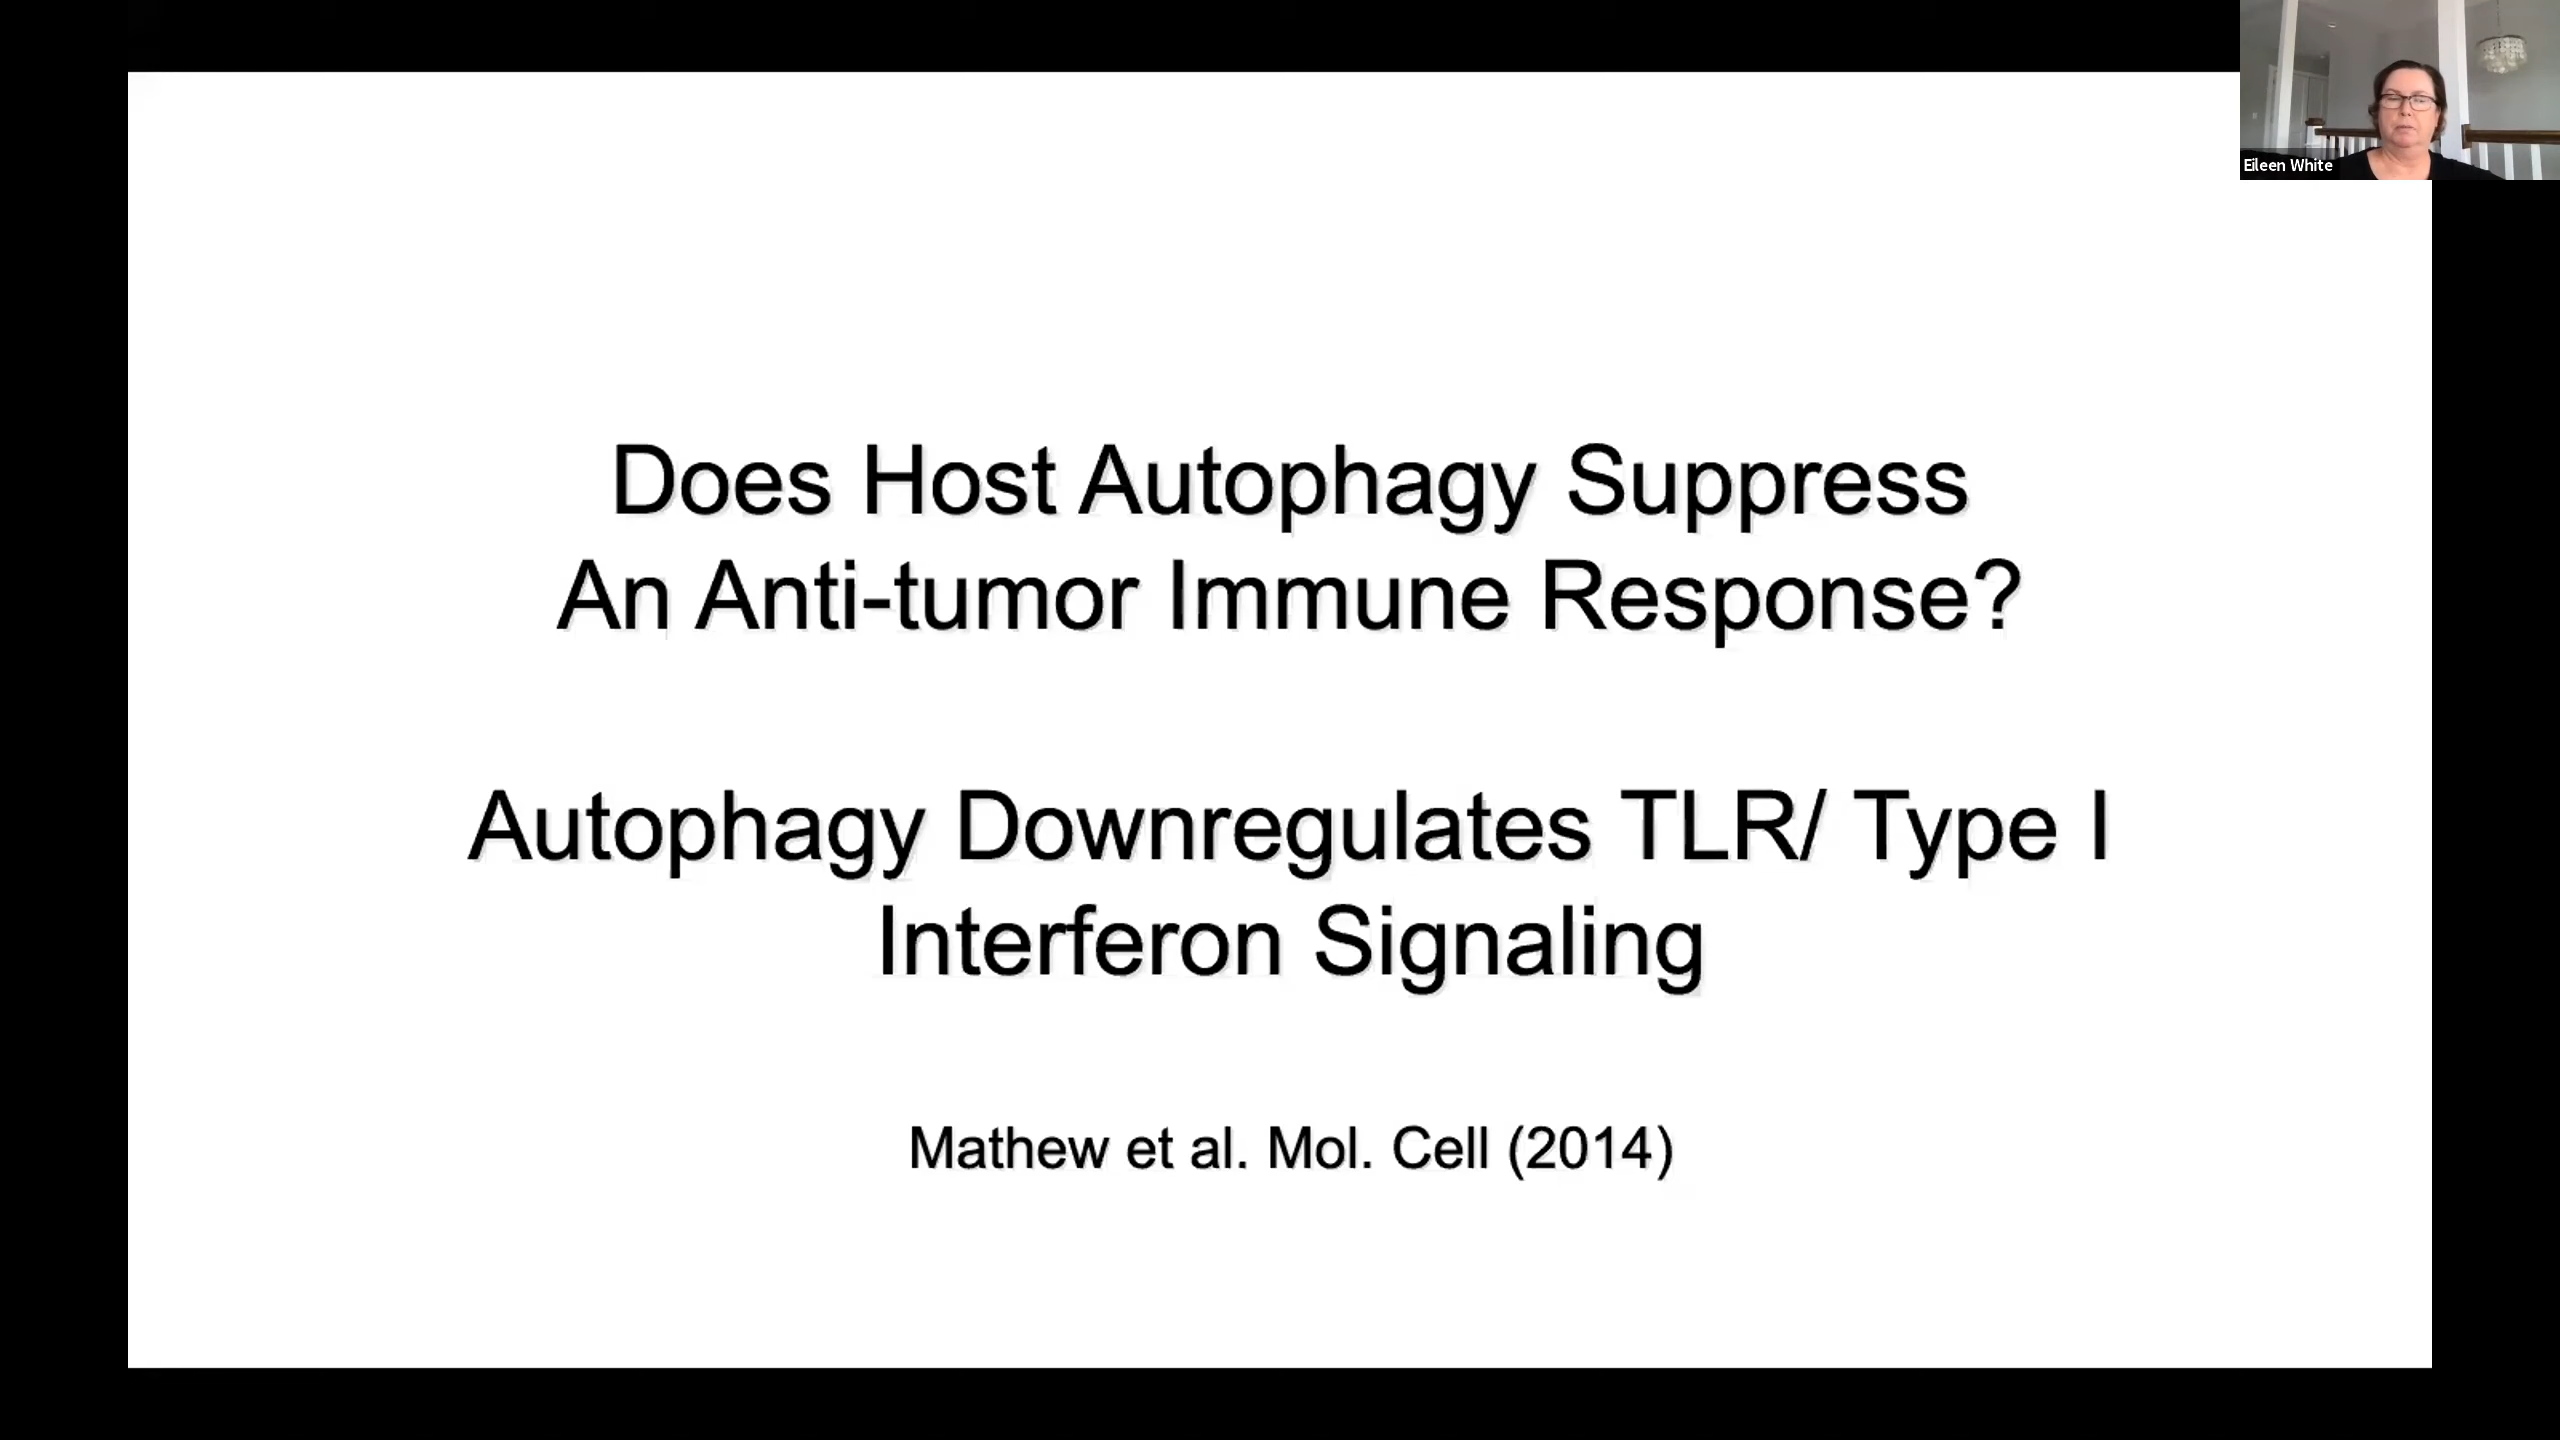 Eileen White
Does Host Autophagy Suppress
An Anti-tumor Immune Response?
Autophagy Downregulates TLR/ Type I
Interferon Signaling
Mathew et al. Mol. Cell (2014)